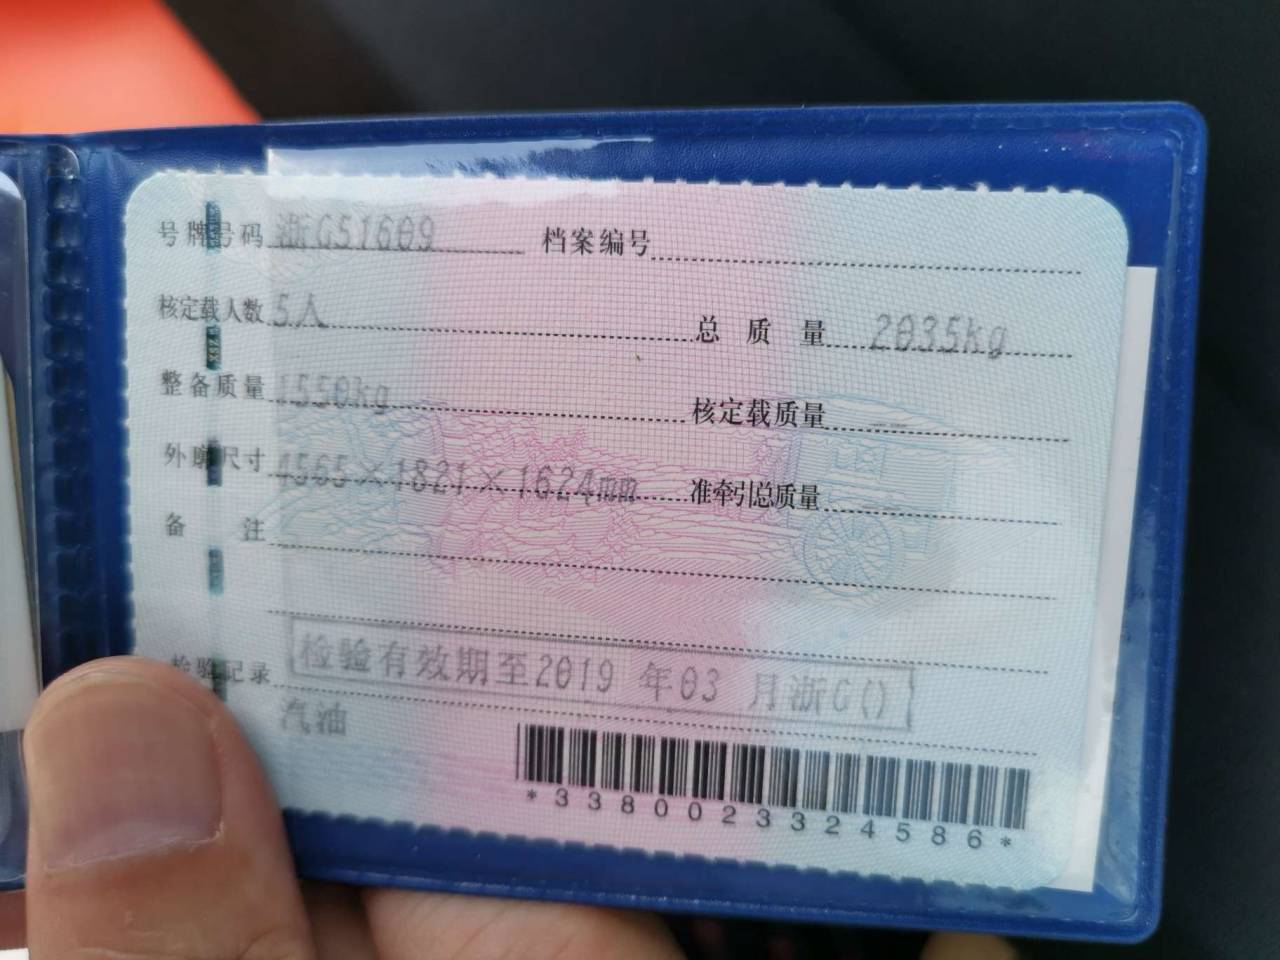 号牌号码 浙G51609 档案编号
核定载人数 5人 总质量 2035kg
整备质量 1550kg 核定载质量 --
外廓尺寸 4565×1821×1624mm 准牵引总质量
备注
检验记录 检验有效期至2019 年03 月浙G()
汽油
*3380023324586*